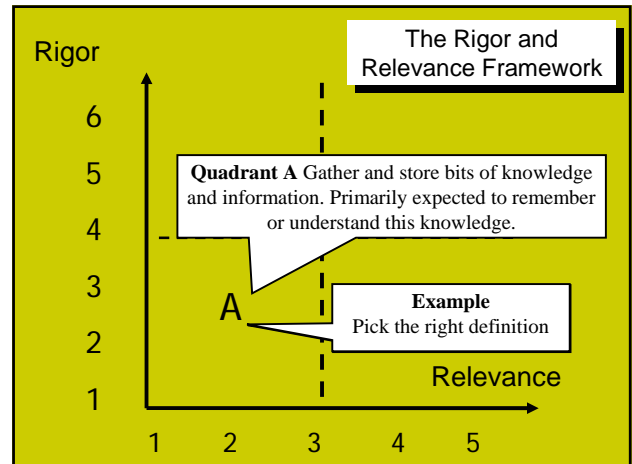 The Rigor and
Relevance Framework
Rigor
6
5
4
3
2
1
Quadrant A Gather and store bits of knowledge
and information. Primarily expected to remember
or understand this knowledge.
A
Example
Pick the right definition
Relevance
1 2 3 4 5